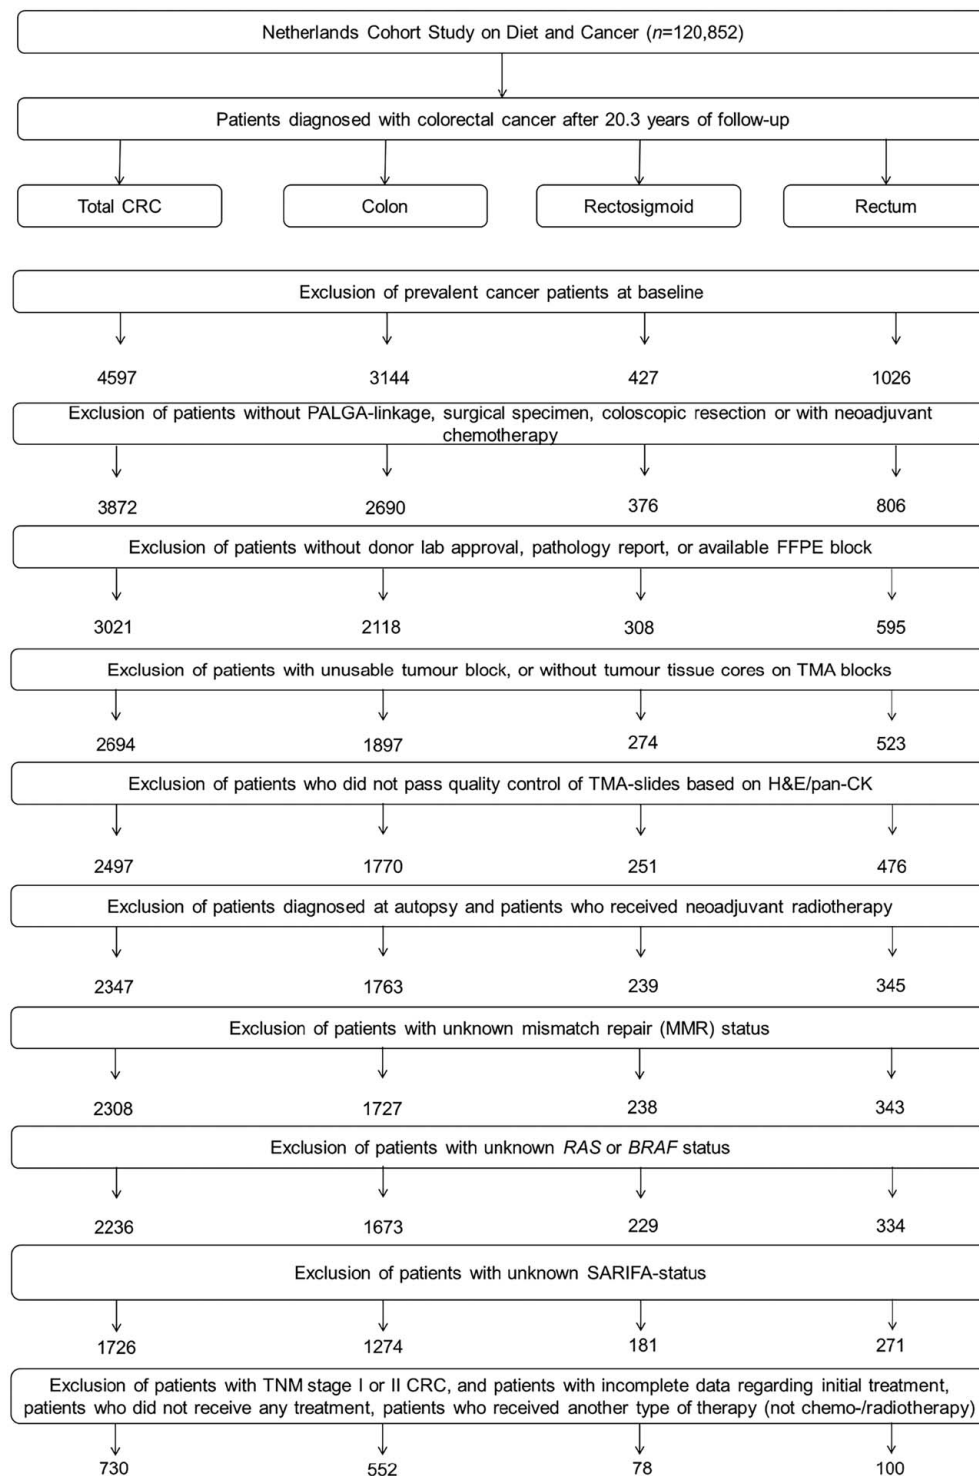 Netherlands Cohort Study on Diet and Cancer (n=120,852)
Patients diagnosed with colorectal cancer after 20.3 years of follow-up
Total CRC Colon Rectosigmoid Rectum
Exclusion of prevalent cancer patients at baseline
4597 3144 427 1026
Exclusion of patients without PALGA-linkage, surgical specimen, coloscopic resection or with neoadjuvant
chemotherapy
3872 2690 376 806
Exclusion of patients without donor lab approval, pathology report, or available FFPE block
3021 2118 308 595
Exclusion of patients with unusable tumour block, or without tumour tissue cores on TMA blocks
2694 1897 274 523
Exclusion of patients who did not pass quality control of TMA-slides based on H&E/pan-CK
2497 1770 251 476
Exclusion of patients diagnosed at autopsy and patients who received neoadjuvant radiotherapy
2347 1763 239 345
Exclusion of patients with unknown mismatch repair (MMR) status
2308 1727 238 343
Exclusion of patients with unknown RAS or BRAF status
2236 1673 229 334
Exclusion of patients with unknown SARIFA-status
1726 1274 181 271
Exclusion of patients with TNM stage I or II CRC, and patients with incomplete data regarding initial treatment,
patients who did not receive any treatment, patients who received another type of therapy (not chemo-/radiotherapy)
730 552 78 100